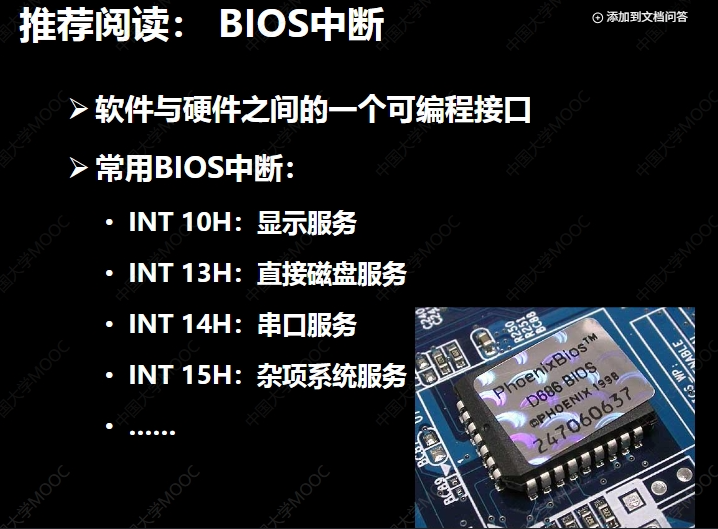 推荐阅读： BIOS中断
添加到文档问答
软件与硬件之间的一个可编程接口
常用BIOS中断：
INT 10H：显示服务
INT 13H：直接磁盘服务
INT 14H：串口服务
INT 15H：杂项系统服务
……
PhoenixBios™
D686 BIOS
©PHOENIX 1998
247060637
R250
R251
BC88
中国大学MOOC